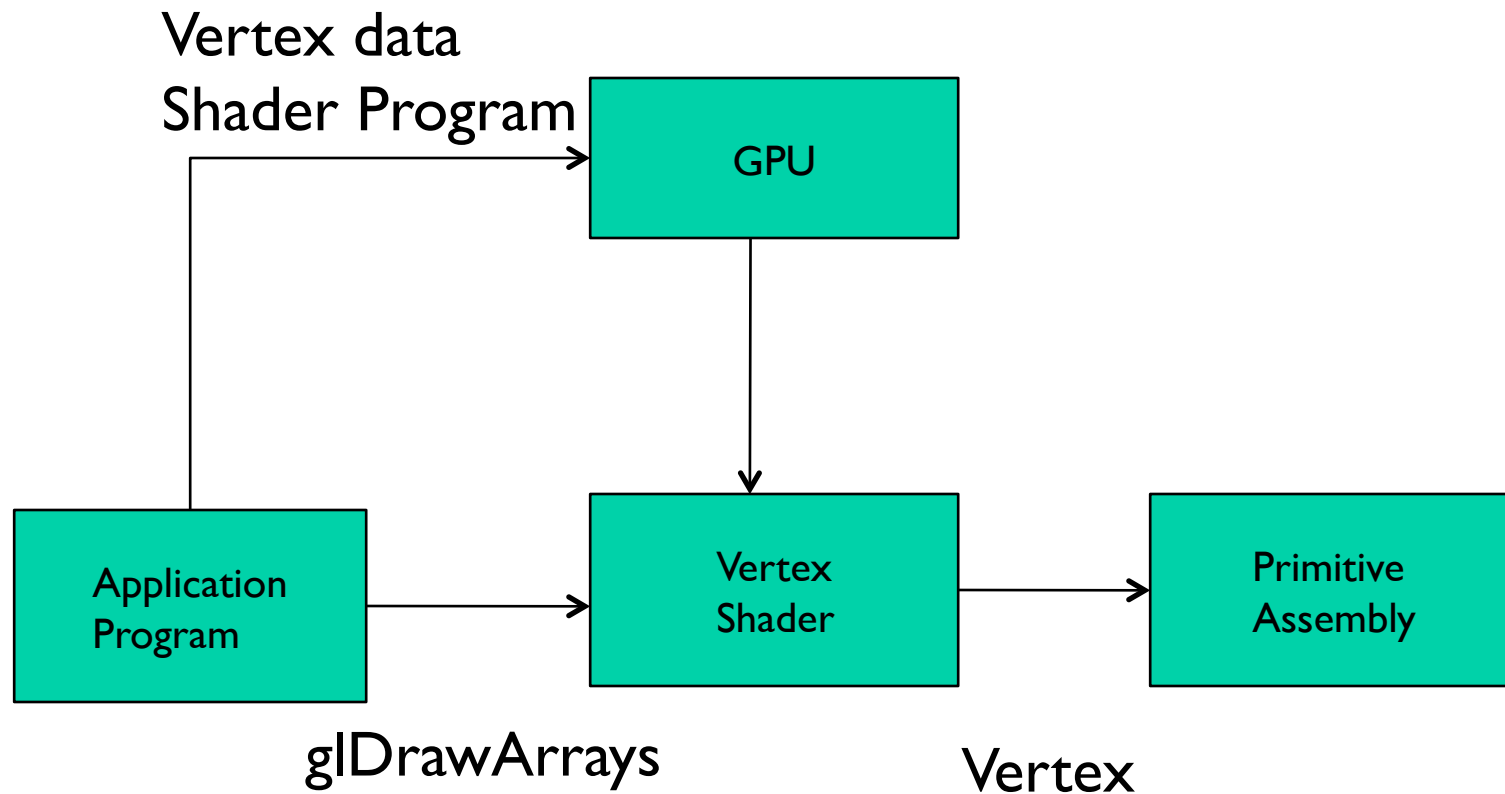 Vertex data
Shader Program
GPU
Application
Program
Vertex
Shader
Primitive
Assembly
glDrawArrays
Vertex